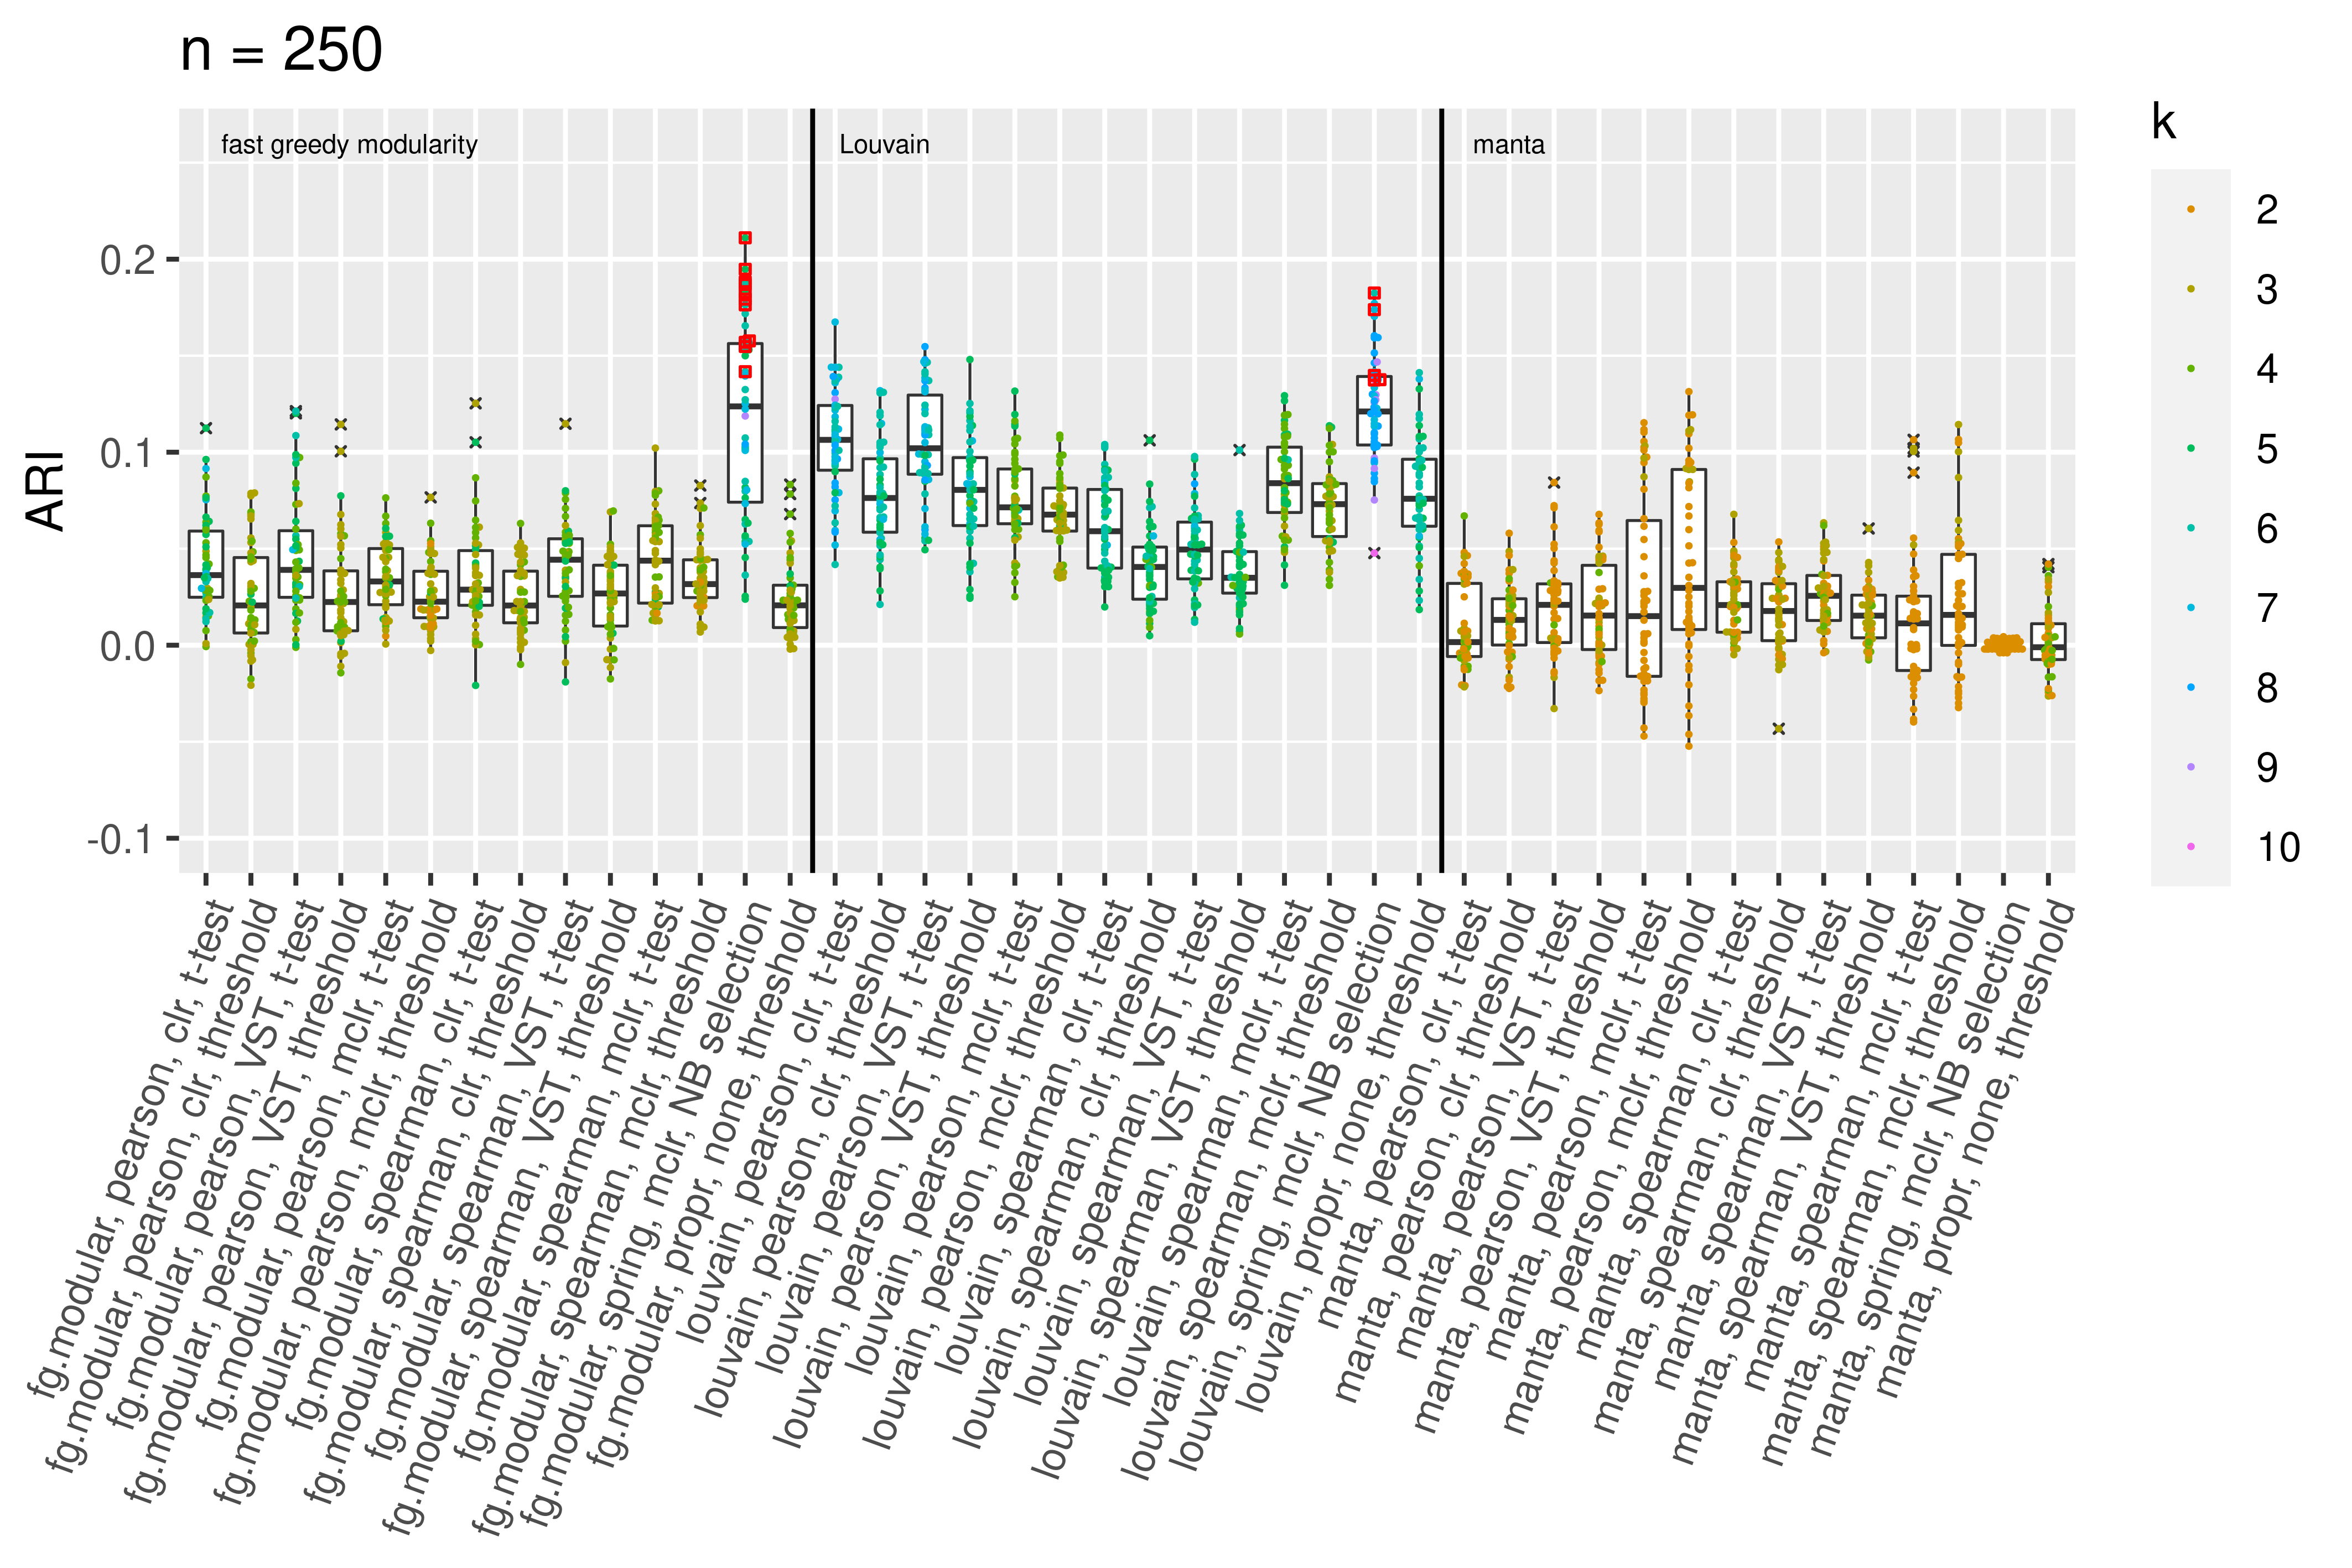 n = 250
fast greedy modularity
Louvain
manta
ARI
0.2
0.1
0.0
-0.1
k
2
3
4
5
6
7
8
9
10
fg.modular, pearson, clr, t-test
fg.modular, pearson, clr, threshold
fg.modular, pearson, VST, t-test
fg.modular, pearson, VST, threshold
fg.modular, pearson, mclr, t-test
fg.modular, pearson, mclr, threshold
fg.modular, spearman, clr, t-test
fg.modular, spearman, clr, threshold
fg.modular, spearman, VST, t-test
fg.modular, spearman, VST, threshold
fg.modular, spearman, mclr, t-test
fg.modular, spearman, mclr, threshold
fg.modular, spring, mclr, NB selection
fg.modular, propr, none, threshold
louvain, pearson, clr, t-test
louvain, pearson, clr, threshold
louvain, pearson, VST, t-test
louvain, pearson, VST, threshold
louvain, pearson, mclr, t-test
louvain, pearson, mclr, threshold
louvain, spearman, clr, t-test
louvain, spearman, clr, threshold
louvain, spearman, VST, t-test
louvain, spearman, VST, threshold
louvain, spearman, mclr, t-test
louvain, spearman, mclr, threshold
louvain, spring, mclr, NB selection
louvain, propr, none, threshold
manta, pearson, clr, t-test
manta, pearson, clr, threshold
manta, pearson, VST, t-test
manta, pearson, VST, threshold
manta, pearson, mclr, t-test
manta, pearson, mclr, threshold
manta, spearman, clr, t-test
manta, spearman, clr, threshold
manta, spearman, VST, t-test
manta, spearman, VST, threshold
manta, spearman, mclr, t-test
manta, spearman, mclr, threshold
manta, spring, mclr, NB selection
manta, propr, none, threshold